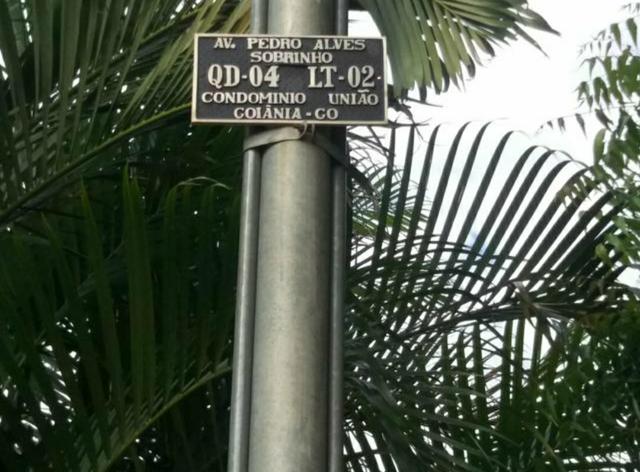 AV. PEDRO ALVES
SOBRINHO
QD-04 LT-02
CONDOMINIO UNIÃO
GOIÂNIA-GO